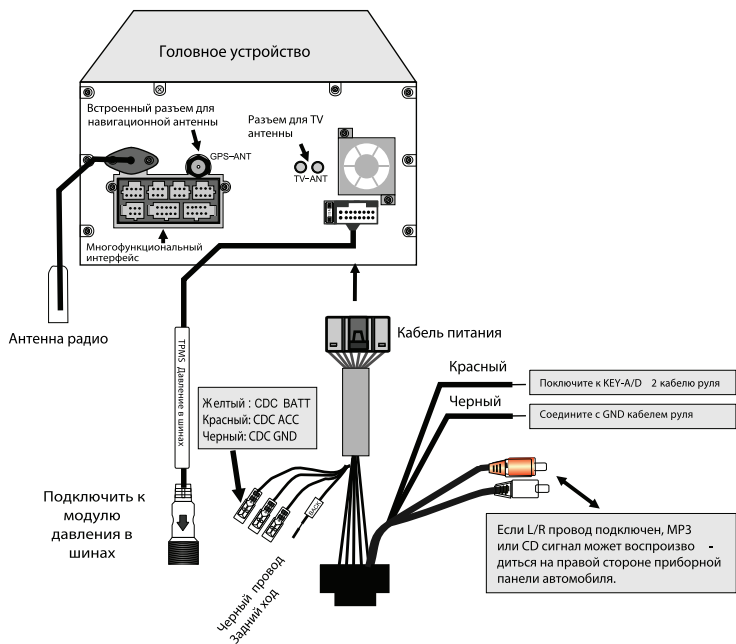 Головное устройство
Встроенный разъем для
навигационной антенны
GPS-ANT
Разъем для TV
антенны
TV-ANT
Многофункциональный
интерфейс
Антенна радио
TPMS Давление в шинах
Подключить к
модулю
давления в
шинах
Кабель питания
Желтый : CDC BATT
Красный: CDC ACC
Черный: CDC GND
BACK
Черный провод
Задний ход
Красный
Поключите к KEY-A/D 2 кабелю руля
Черный
Соедините с GND кабелем руля
Если L/R провод подключен, MP3
или CD сигнал может воспроизво -
диться на правой стороне приборной
панели автомобиля.